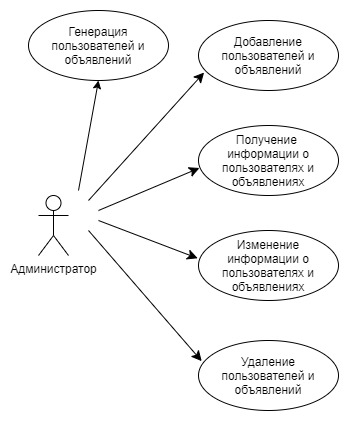 Генерация
пользователей и
объявлений
Добавление
пользователей и
объявлений
Получение
информации о
пользователях и
объявлениях
Администратор
Изменение
информации о
пользователях и
объявлениях
Удаление
пользователей и
объявлений